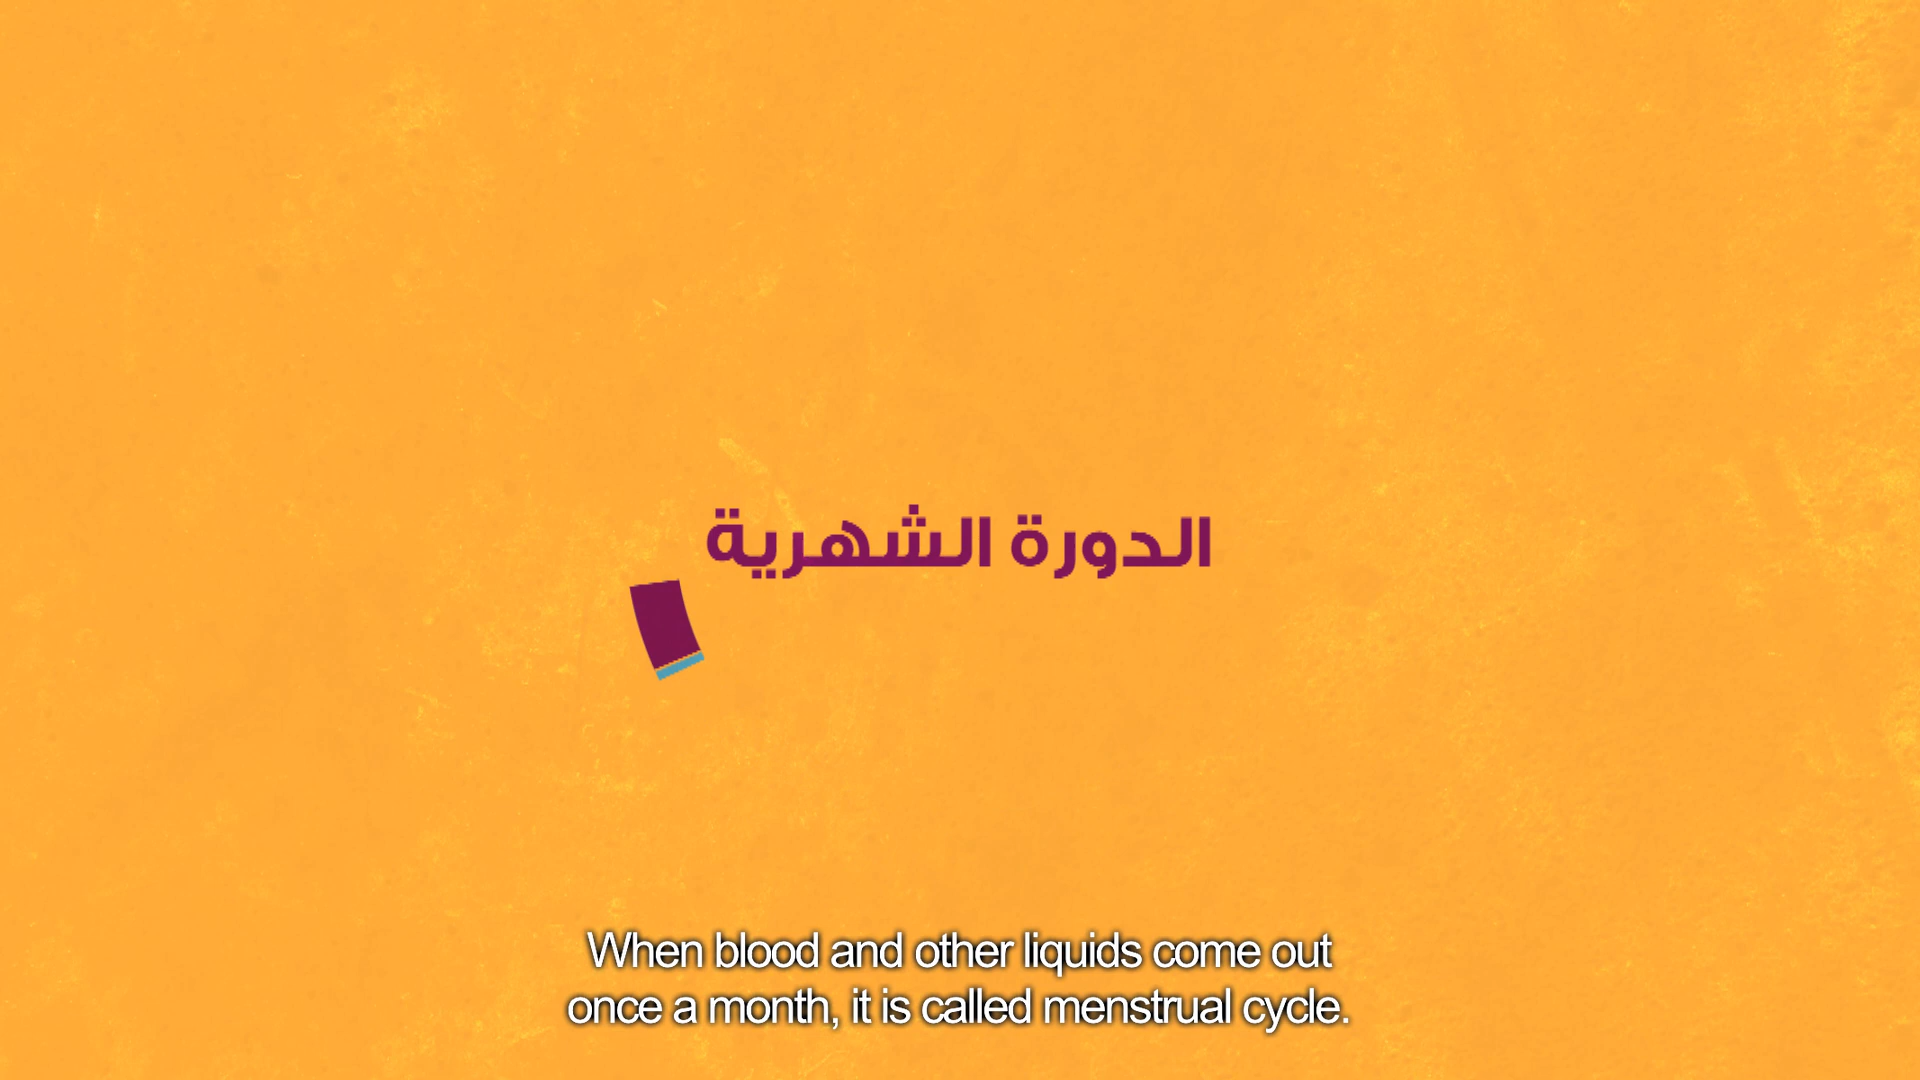 الدورة الشهرية
When blood and other liquids come out
once a month, it is called menstrual cycle.